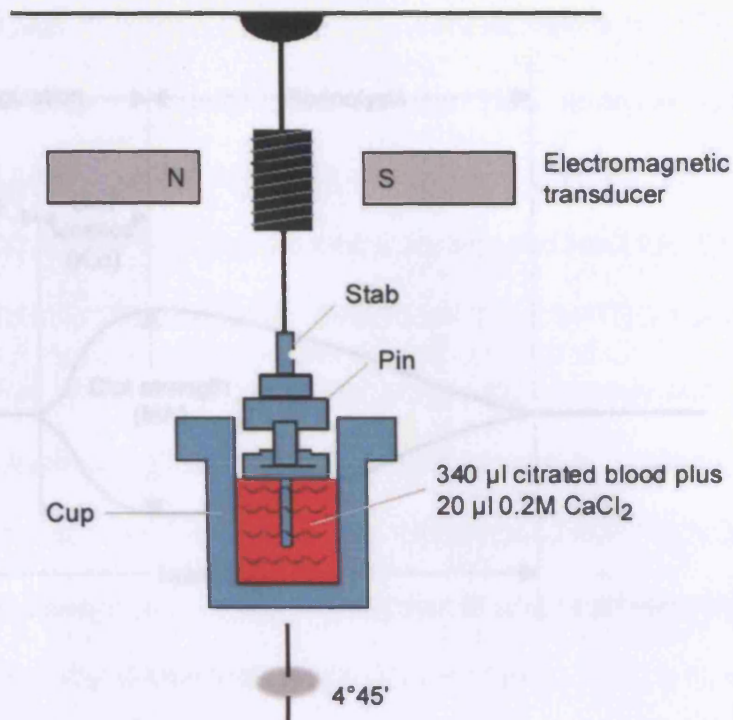 N
S
Electromagnetic
transducer
Stab
Pin
340 µl citrated blood plus
20 µl 0.2M CaCl₂
Cup
4°45'